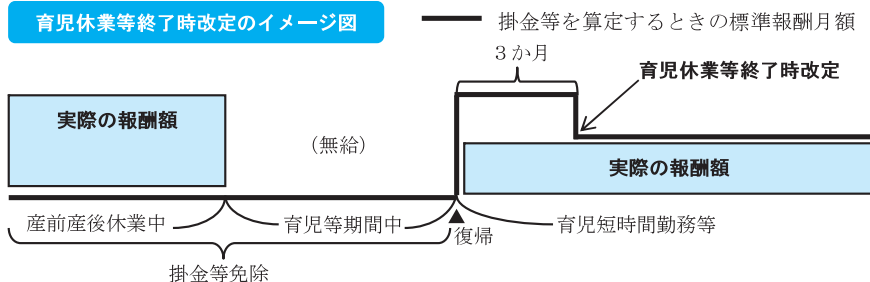 育児休業等終了時改定のイメージ図
掛金等を算定するときの標準報酬月額
３か月
育児休業等終了時改定
実際の報酬額
（無給）
実際の報酬額
産前産後休業中
育児等期間中
復帰
育児短時間勤務等
掛金等免除